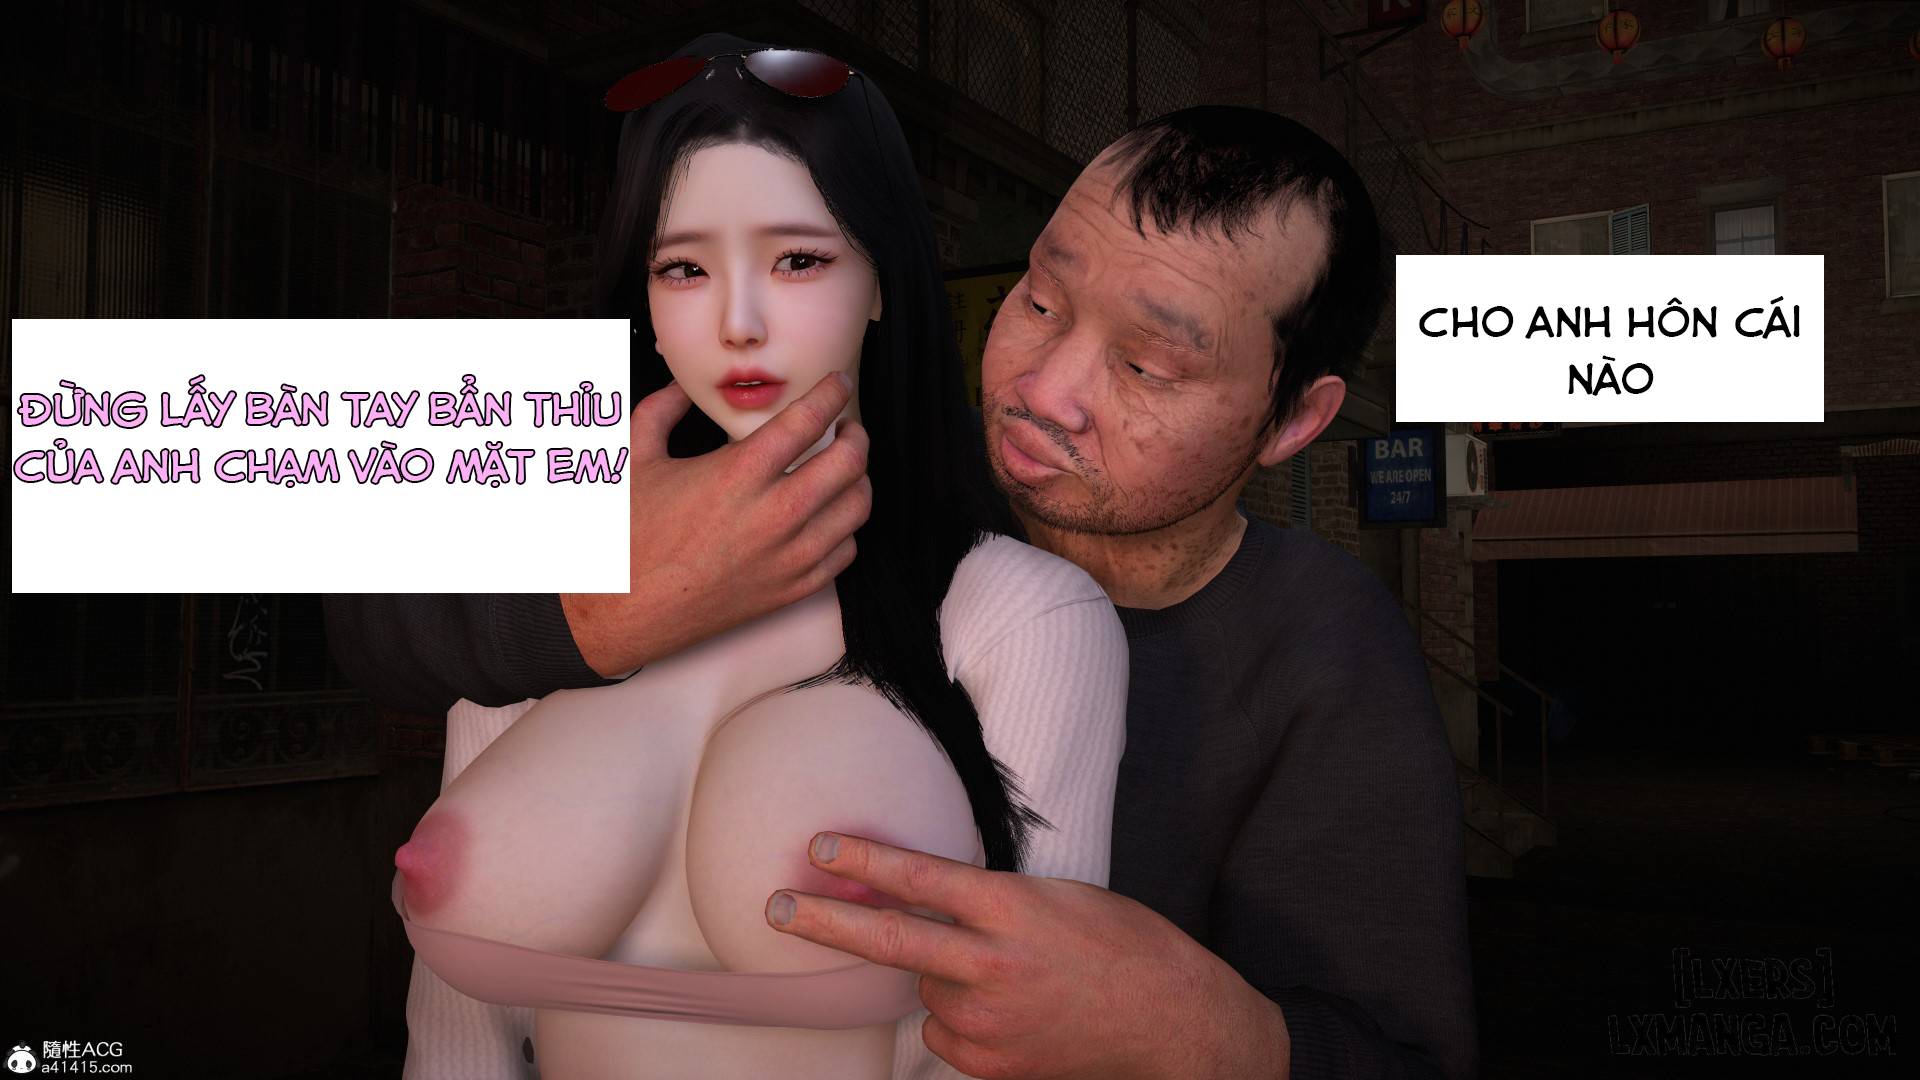 ĐỪNG LẤY BÀN TAY BẨN THỈU
CỦA ANH CHẠM VÀO MẶT EM!
CHO ANH HÔN CÁI
NÀO
BAR
WE ARE OPEN
24/7
[LXERS]
LXMANGA.COM
隨性ACG
a41415.com